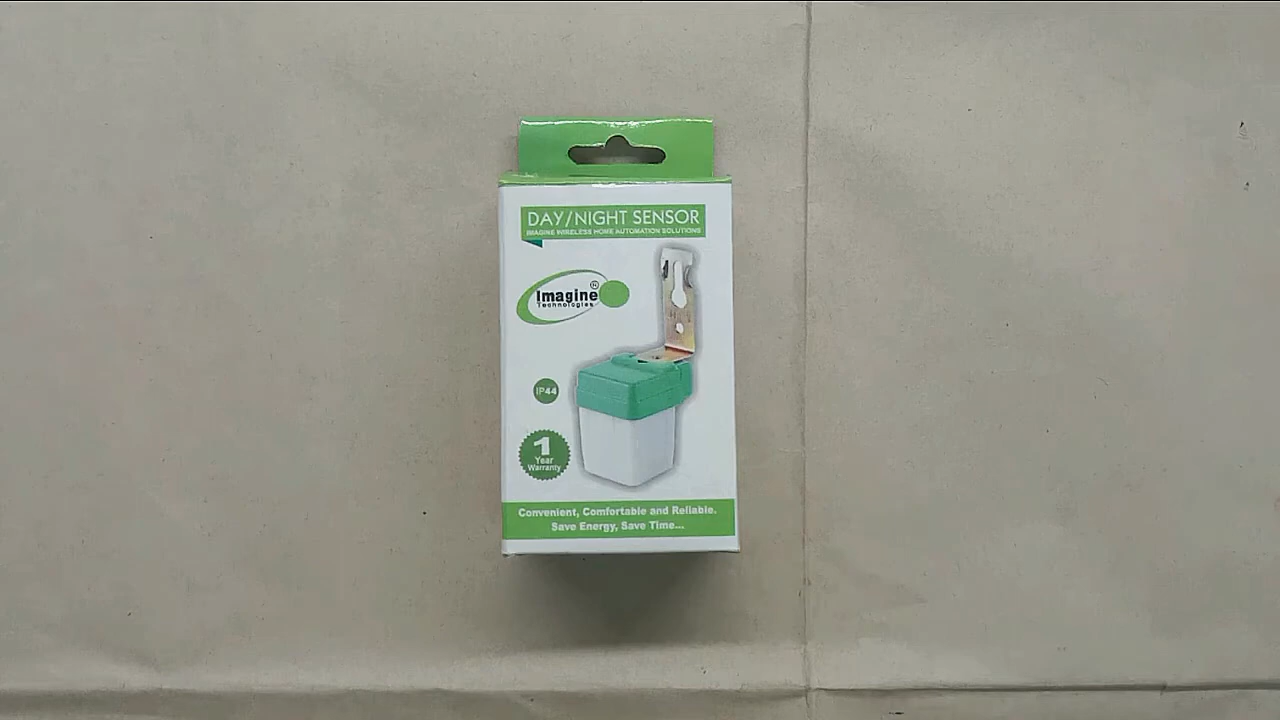 DAY/NIGHT SENSOR
IMAGINE WIRELESS HOME AUTOMATION SOLUTIONS
Imagine®
Technologies
IP44
1
Year
Warranty
Convenient, Comfortable and Reliable.
Save Energy, Save Time...